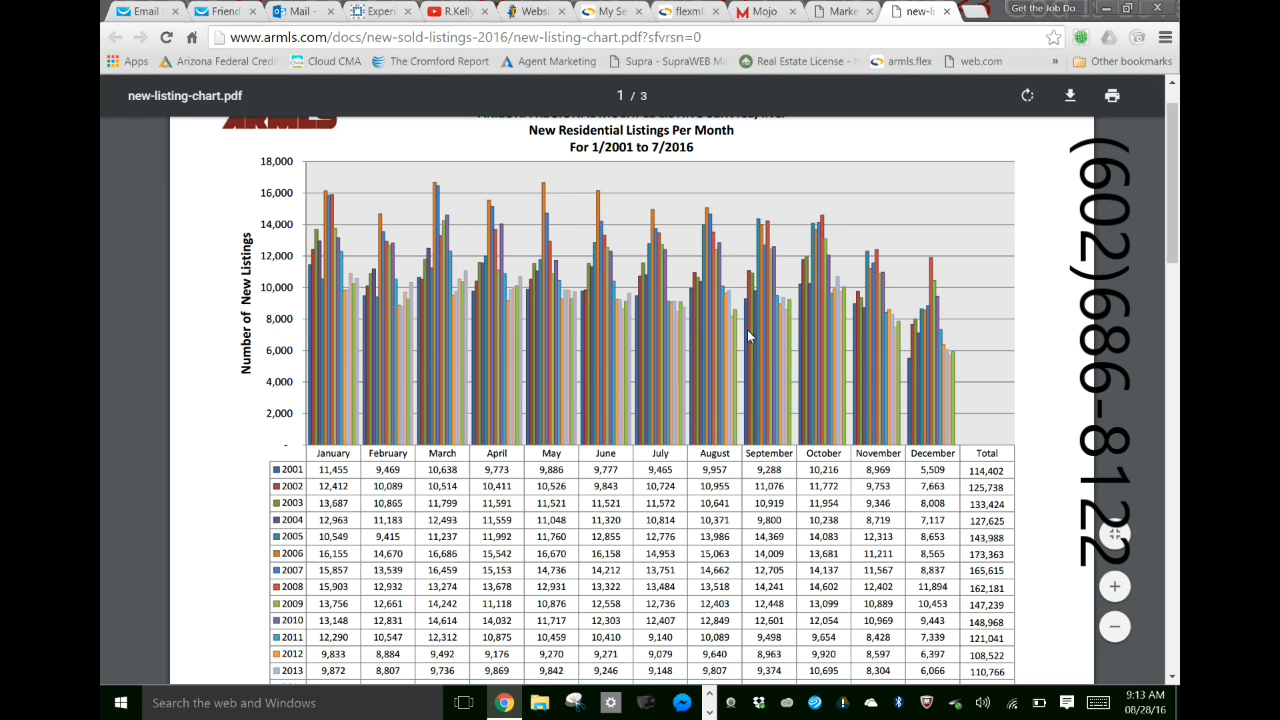 Email
Friend
Mail -
Experi
R.Kelly
Websi
My Se
flexml
Mojo
Marke
new-li
Get the Job Do..
www.armls.com/docs/new-sold-listings-2016/new-listing-chart.pdf?sfvrsn=0
Apps
Arizona Federal Cred
Cloud CMA
The Cromford Report
Agent Marketing
Supra - SupraWEB M
Real Estate License -
armls.flex
web.com
»
Other bookmarks
new-listing-chart.pdf
1 / 3
ARMLS
New Residential Listings Per Month
For 1/2001 to 7/2016
18,000
16,000
14,000
12,000
10,000
8,000
6,000
4,000
2,000
-
Number of New Listings
January February March April May June July August September October November December Total
2001 11,455 9,469 10,638 9,773 9,886 9,777 9,465 9,957 9,288 10,216 8,969 5,509 114,402
2002 12,412 10,089 10,514 10,411 10,526 9,843 10,724 10,955 11,076 11,772 9,753 7,663 125,738
2003 13,687 10,865 11,799 11,591 11,521 11,521 11,572 10,641 10,919 11,954 9,346 8,008 133,424
2004 12,963 11,183 12,493 11,559 11,048 11,320 10,814 10,371 9,800 10,238 8,719 7,117 127,625
2005 10,549 9,415 11,237 11,992 11,760 12,855 12,776 13,986 14,369 14,083 12,313 8,653 143,988
2006 16,155 14,670 16,686 15,542 16,670 16,158 14,953 15,063 14,009 13,681 11,211 8,565 173,363
2007 15,857 13,539 16,459 15,153 14,736 14,212 13,751 14,662 12,705 14,137 11,567 8,837 165,615
2008 15,903 12,932 13,274 13,678 12,931 13,322 13,484 13,518 14,241 14,602 12,402 11,894 162,181
2009 13,756 12,661 14,242 11,118 10,876 12,558 12,736 12,403 12,448 13,099 10,889 10,453 147,239
2010 13,148 12,831 14,614 14,032 11,717 12,303 12,407 12,849 12,601 12,054 10,969 9,443 148,968
2011 12,290 10,547 12,312 10,875 10,459 10,410 9,140 10,089 9,498 9,654 8,428 7,339 121,041
2012 9,833 8,884 9,492 9,176 9,270 9,271 9,079 9,640 8,963 9,920 8,597 6,397 108,522
2013 9,872 8,807 9,736 9,869 9,842 9,246 9,148 9,807 9,374 10,695 8,304 6,066 110,766
(602)686-8122
Search the web and Windows
9:13 AM
08/28/16